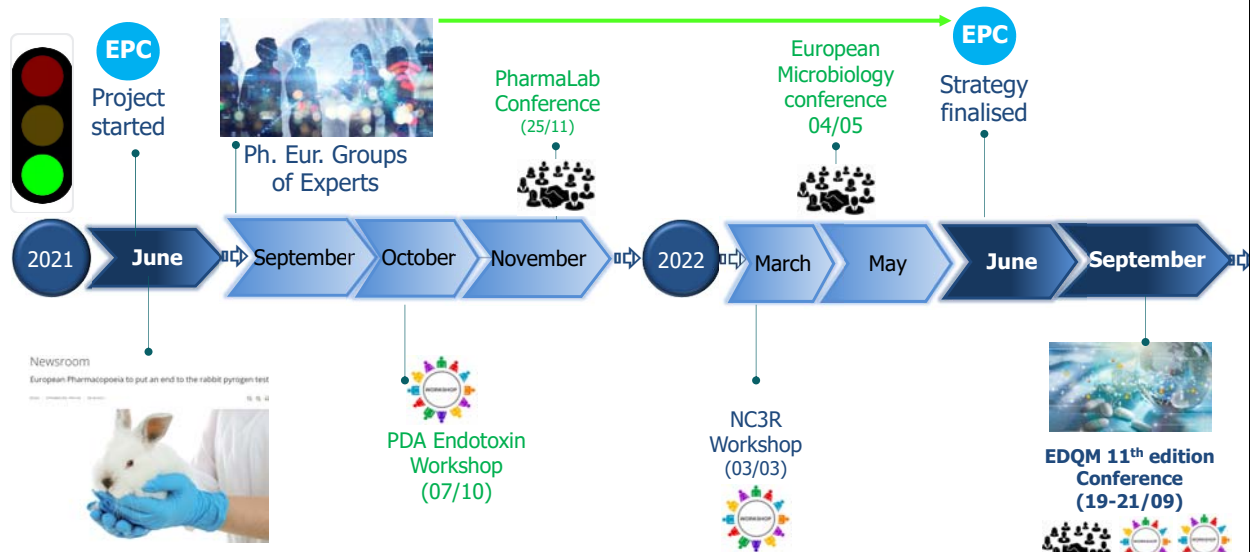 EPC
Project
started
Ph. Eur. Groups
of Experts
PharmaLab
Conference
(25/11)
European
Microbiology
conference
04/05
EPC
Strategy
finalised
2021
June
September
October
November
2022
March
May
June
September
Newsroom
European Pharmacopoeia to put an end to the rabbit pyrogen test
WORKSHOP
PDA Endotoxin
Workshop
(07/10)
NC3R
Workshop
(03/03)
WORKSHOP
EDQM 11th edition
Conference
(19-21/09)
WORKSHOP
WORKSHOP